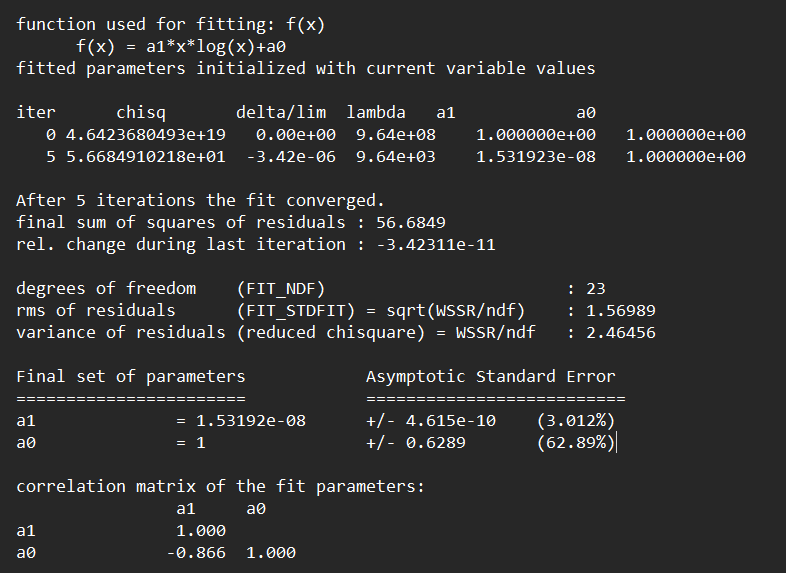 function used for fitting: f(x)
f(x) = a1*x*log(x)+a0
fitted parameters initialized with current variable values
iter chisq delta/lim lambda a1 a0
0 4.6423680493e+19 0.00e+00 9.64e+08 1.000000e+00 1.000000e+00
5 5.6684910218e+01 -3.42e-06 9.64e+03 1.531923e-08 1.000000e+00
After 5 iterations the fit converged.
final sum of squares of residuals : 56.6849
rel. change during last iteration : -3.42311e-11
degrees of freedom (FIT_NDF) : 23
rms of residuals (FIT_STDFIT) = sqrt(WSSR/ndf) : 1.56989
variance of residuals (reduced chisquare) = WSSR/ndf : 2.46456
Final set of parameters Asymptotic Standard Error
======================= ==========================
a1 = 1.53192e-08 +/- 4.615e-10 (3.012%)
a0 = 1 +/- 0.6289 (62.89%)
correlation matrix of the fit parameters:
a1 a0
a1 1.000
a0 -0.866 1.000